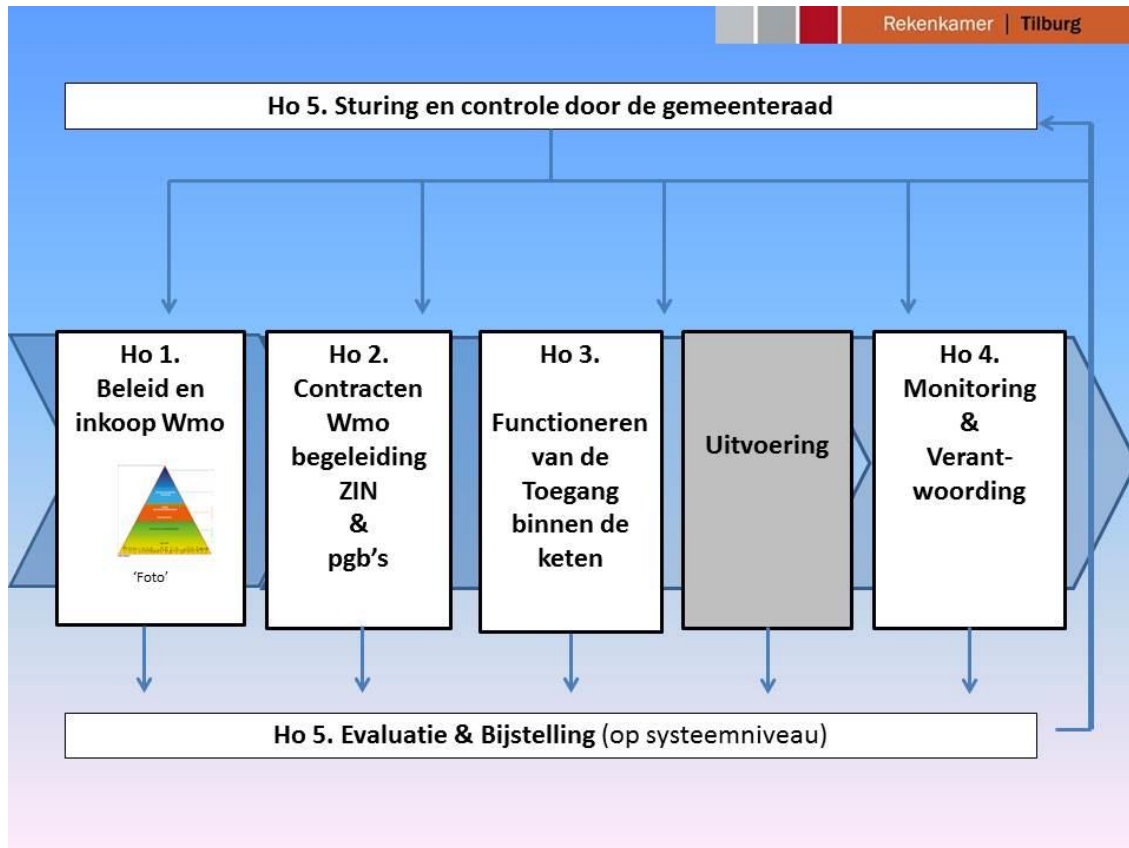 Rekenkamer | Tilburg
Ho 5. Sturing en controle door de gemeenteraad
Ho 1.
Beleid en
inkoop Wmo
'Foto'
Ho 2.
Contracten
Wmo
begeleiding
ZIN
&
pgb's
Ho 3.
Functioneren
van de
Toegang
binnen de
keten
Uitvoering
Ho 4.
Monitoring
&
Verant-
woording
Ho 5. Evaluatie & Bijstelling (op systeemniveau)